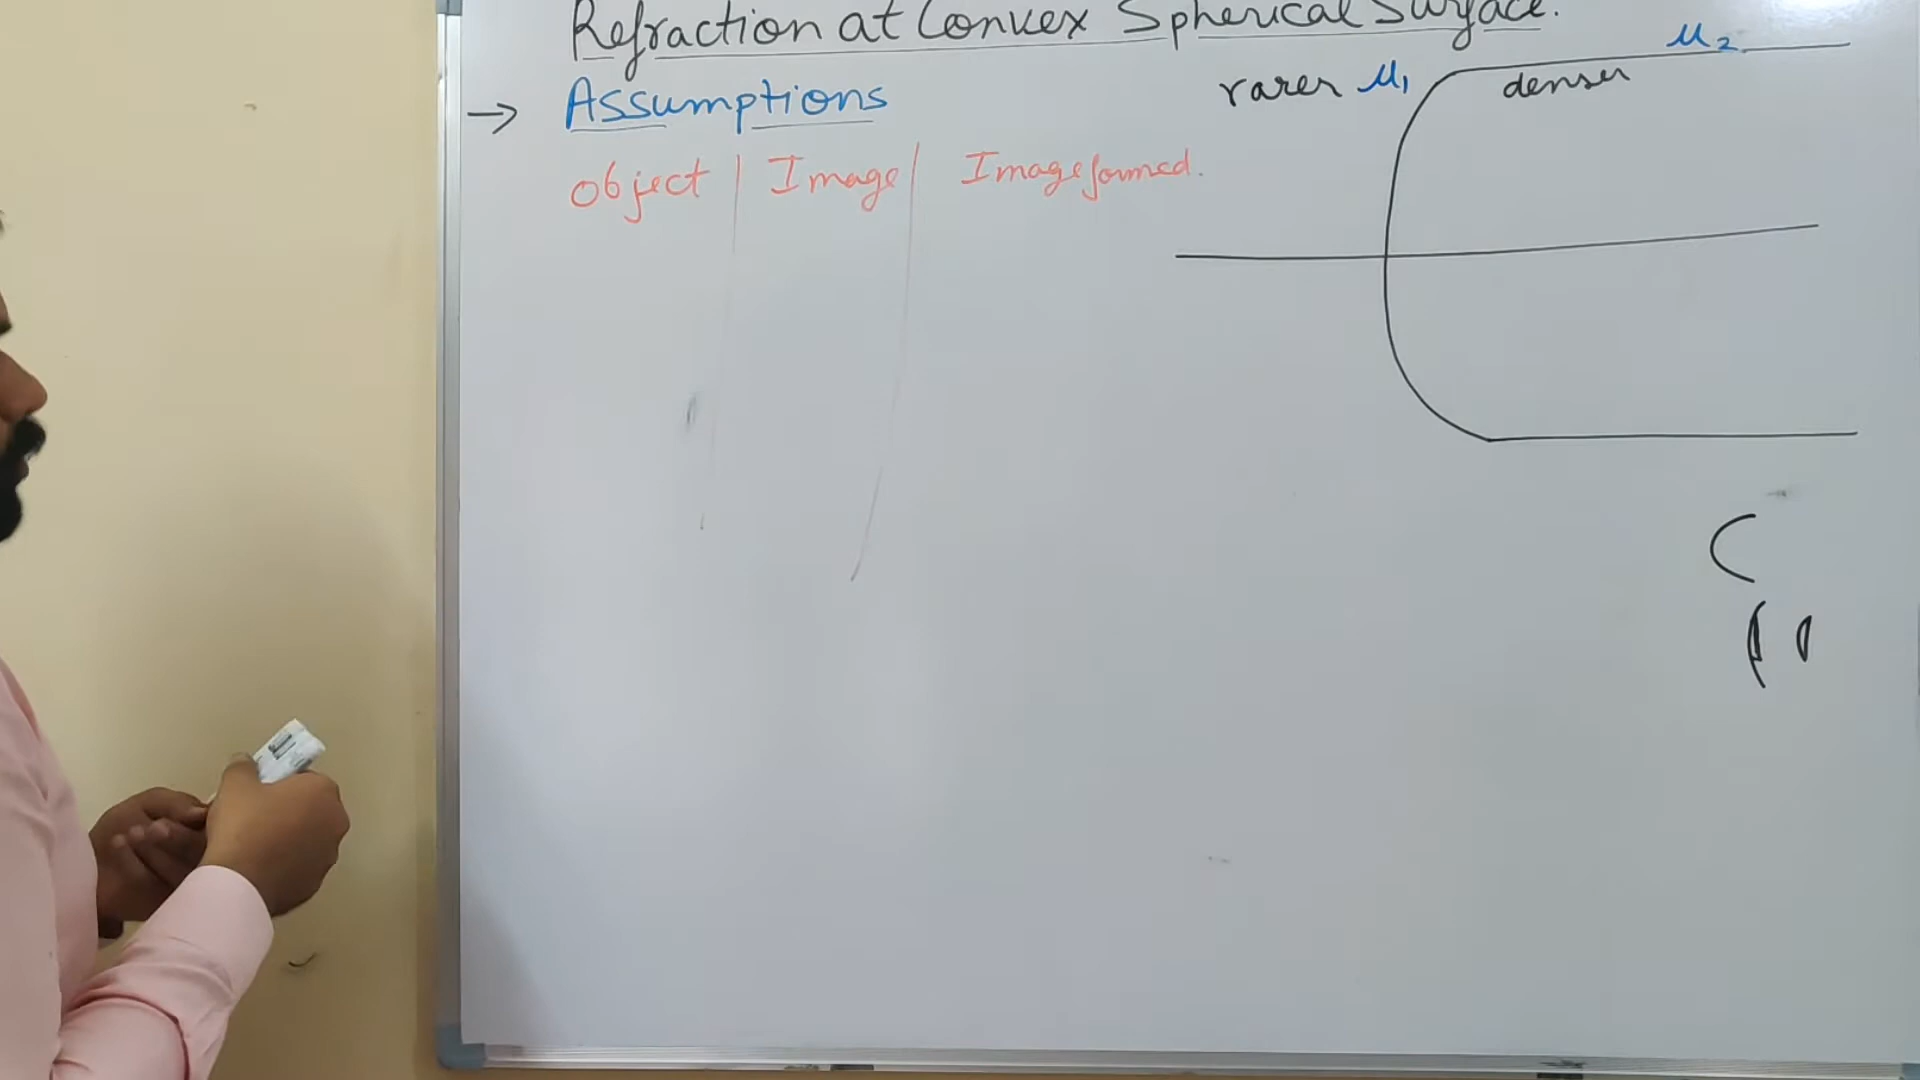 Refraction at Convex Spherical Surface.
→ Assumptions
rarer μ₁
μ₂
denser
object | Image | Image formed.